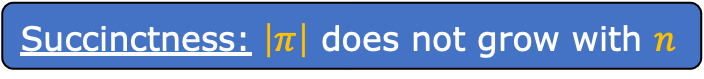 Succinctness: |π| does not grow with n